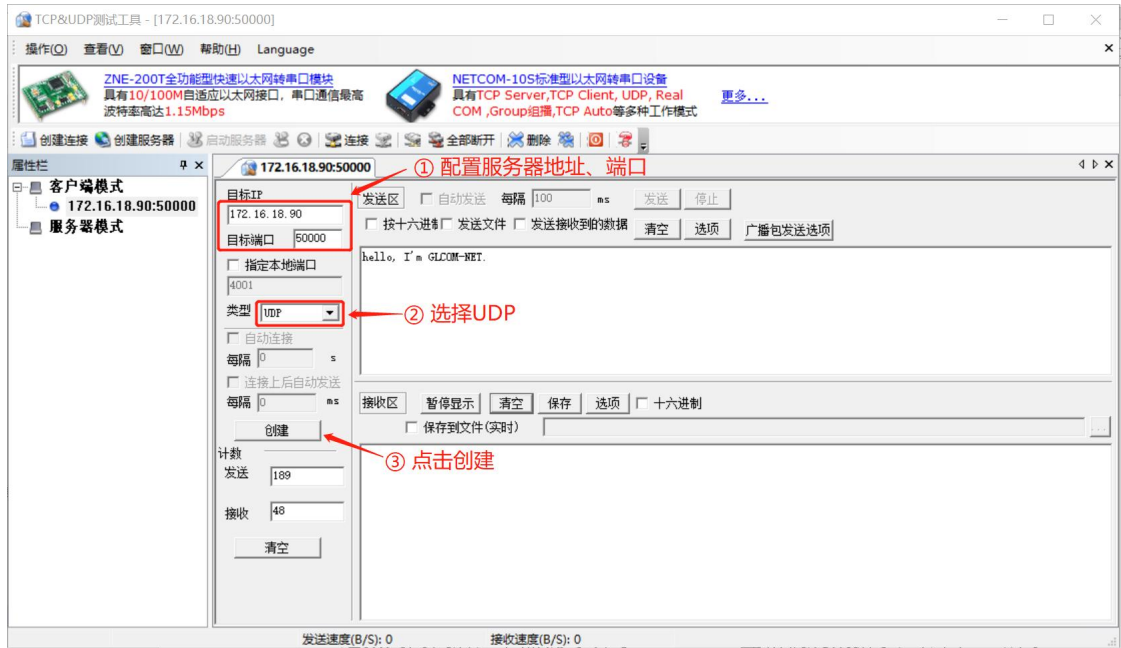 TCP&UDP测试工具 - [172.16.18.90:50000]
操作(O) 查看(V) 窗口(W) 帮助(H) Language
ZNE-200T全功能型快速以太网转串口模块
具有10/100M自适应以太网接口，串口通信最高
波特率高达1.15Mbps
NETCOM-10S标准型以太网转串口设备
具有TCP Server,TCP Client, UDP, Real
COM ,Group组播,TCP Auto等多种工作模式
更多...
创建连接 创建服务器 启动服务器 连接 全部断开 删除
属性栏
客户端模式
172.16.18.90:50000
服务器模式
172.16.18.90:50000
① 配置服务器地址、端口
目标IP
172.16.18.90
目标端口 50000
指定本地端口
4001
类型 UDP
② 选择UDP
自动连接
每隔 0 s
连接上后自动发送
每隔 0 ms
创建
③ 点击创建
计数
发送 189
接收 48
清空
发送区 自动发送 每隔 100 ms 发送 停止
按十六进制 发送文件 发送接收到的数据 清空 选项 广播包发送选项
hello, I'm GLCOM-NET.
接收区 暂停显示 清空 保存 选项 十六进制
保存到文件(实时) ...
发送速度(B/S): 0 接收速度(B/S): 0